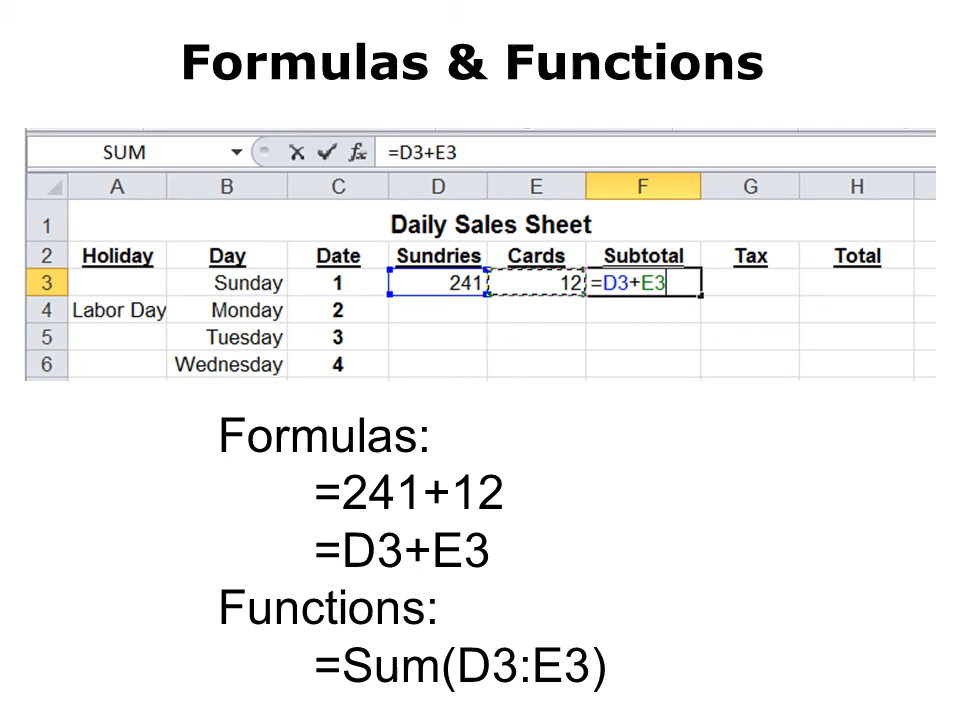 Formulas & Functions
SUM =D3+E3
A B C D E F G H
1 Daily Sales Sheet
2 Holiday Day Date Sundries Cards Subtotal Tax Total
3 Sunday 1 241 12 =D3+E3
4 Labor Day Monday 2
5 Tuesday 3
6 Wednesday 4
Formulas:
=241+12
=D3+E3
Functions:
=Sum(D3:E3)